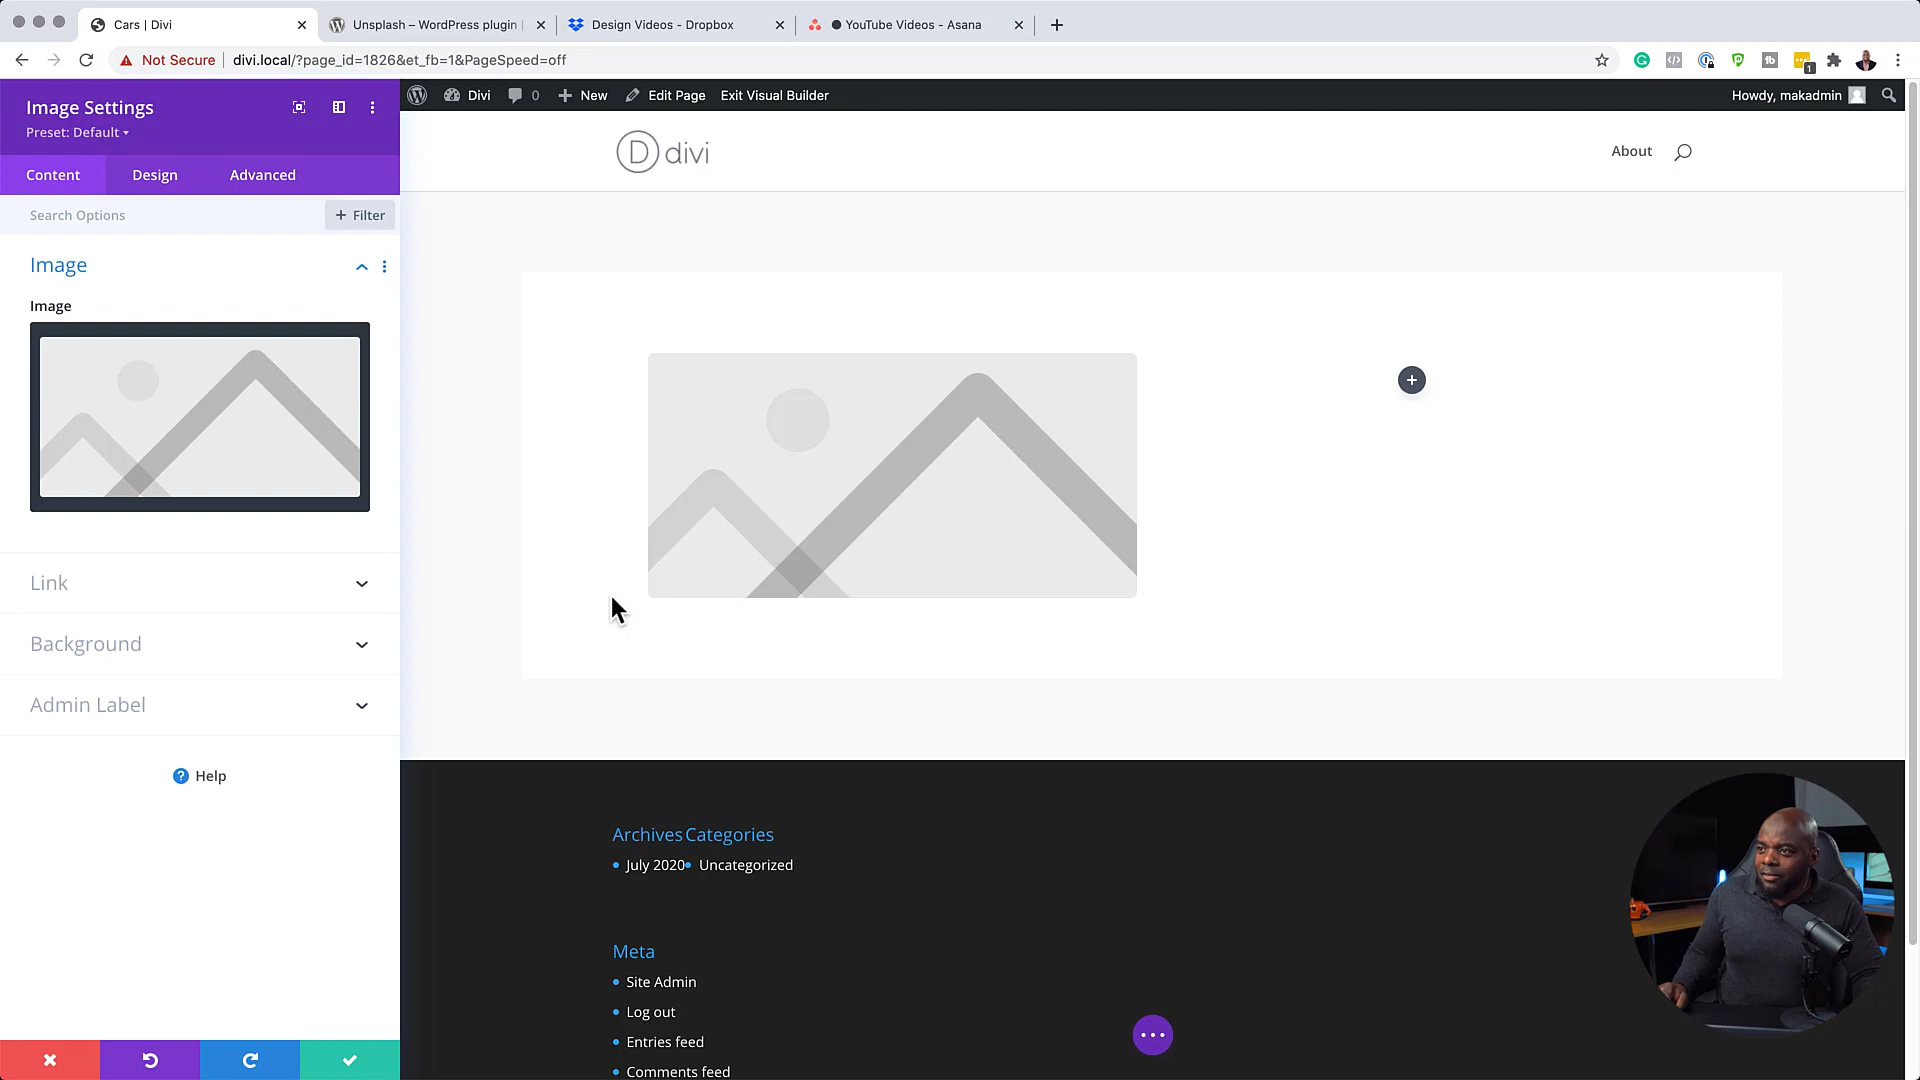 Cars | Divi
Unsplash – WordPress plugin |
Design Videos - Dropbox
YouTube Videos - Asana
Not Secure
divi.local/?page_id=1826&et_fb=1&PageSpeed=off
1
Image Settings
Preset: Default
Divi
0
New
Edit Page
Exit Visual Builder
Howdy, makadmin
Content
Design
Advanced
D divi
About
Search Options
+ Filter
Image
Image
Link
Background
Admin Label
? Help
Archives
Categories
July 2020
Uncategorized
Meta
Site Admin
Log out
Entries feed
Comments feed